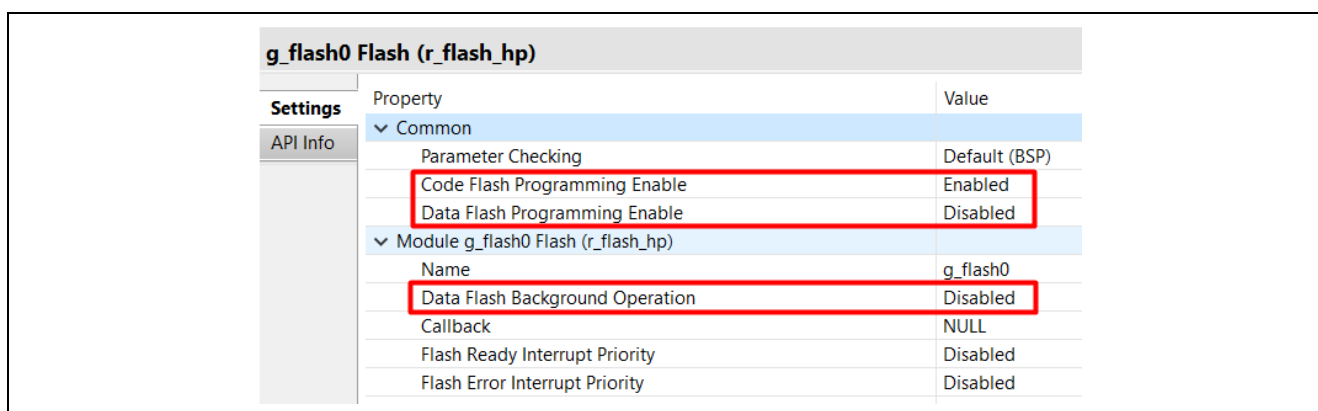 g_flash0 Flash (r_flash_hp)
Settings
API Info
Property Value
Common
Parameter Checking Default (BSP)
Code Flash Programming Enable Enabled
Data Flash Programming Enable Disabled
Module g_flash0 Flash (r_flash_hp)
Name g_flash0
Data Flash Background Operation Disabled
Callback NULL
Flash Ready Interrupt Priority Disabled
Flash Error Interrupt Priority Disabled